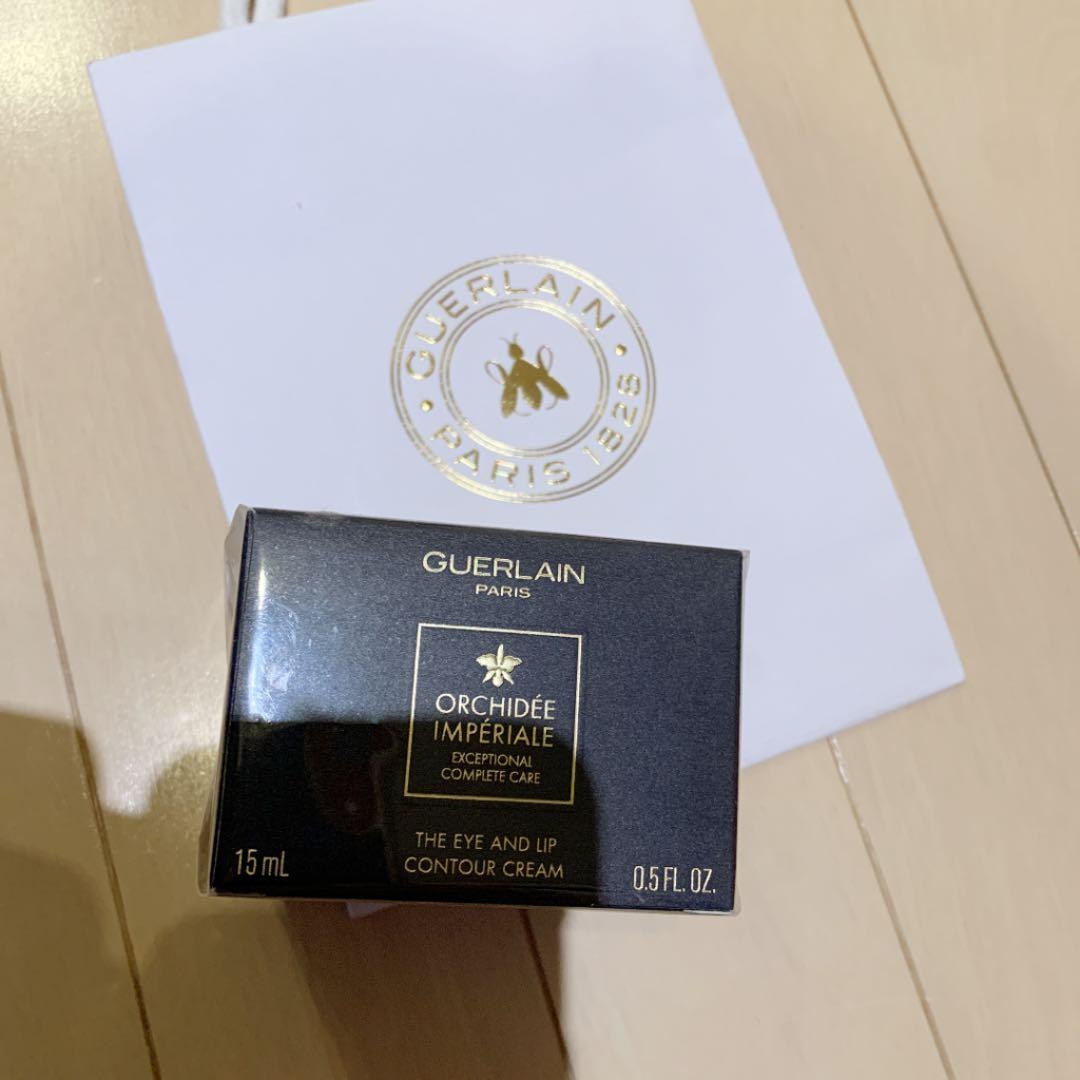 GUERLAIN
PARIS 1828
GUERLAIN
PARIS
ORCHIDÉE
IMPÉRIALE
EXCEPTIONAL
COMPLETE CARE
THE EYE AND LIP
CONTOUR CREAM
15 mL
0.5 FL. OZ.